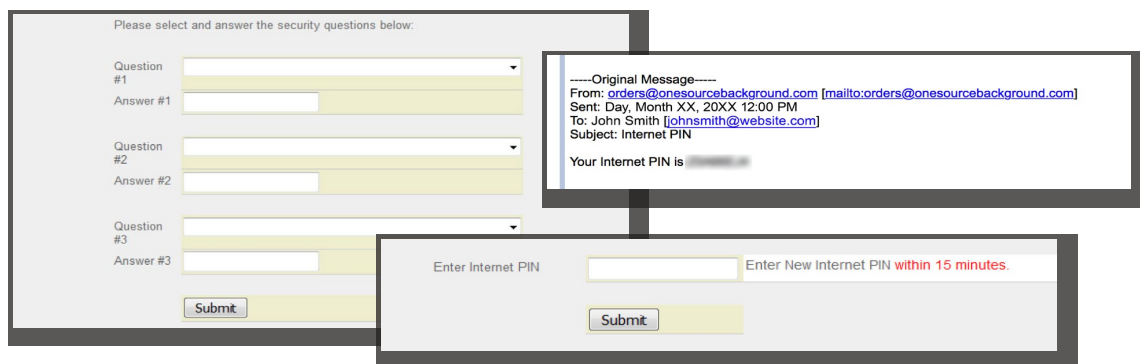 Please select and answer the security questions below:
Question
#1
Answer #1
Question
#2
Answer #2
Question
#3
Answer #3
Submit
-----Original Message-----
From: orders@onesourcebackground.com [mailto:orders@onesourcebackground.com]
Sent: Day, Month XX, 20XX 12:00 PM
To: John Smith [johnsmith@website.com]
Subject: Internet PIN
Your Internet PIN is
Enter Internet PIN
Enter New Internet PIN within 15 minutes.
Submit